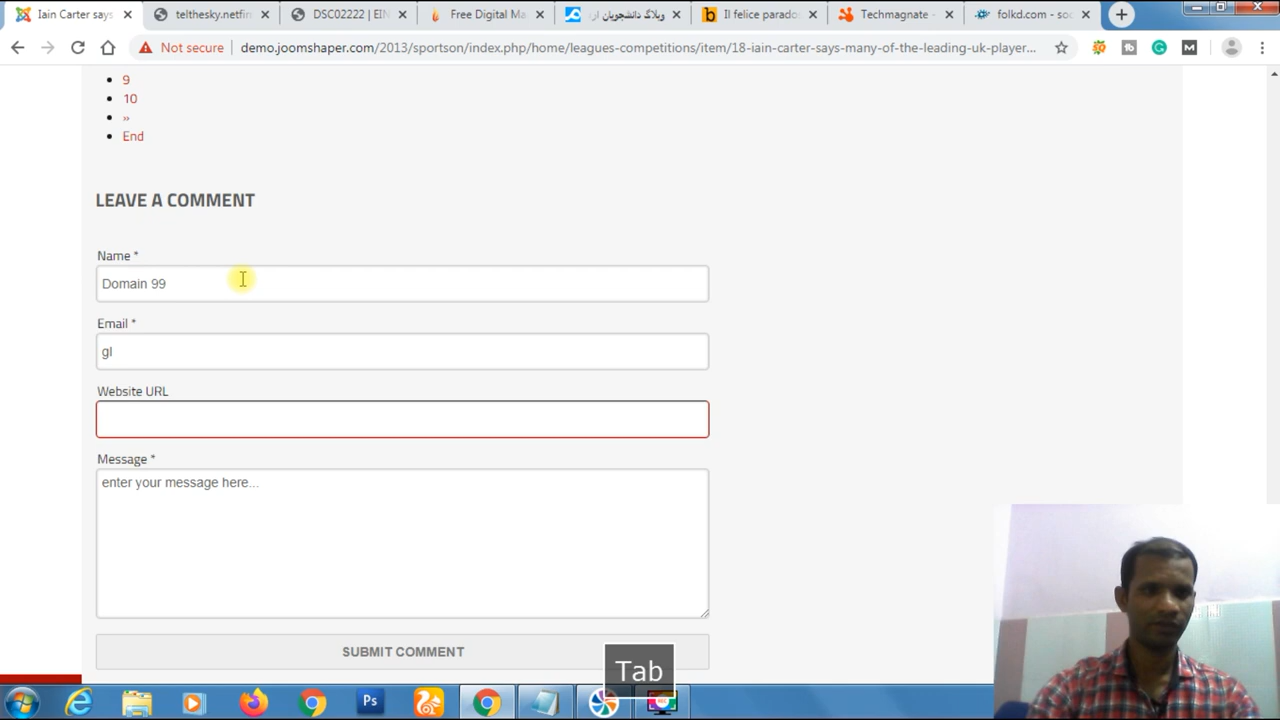 Iain Carter says
telthesky.netfin
DSC02222 | EIN
Free Digital Ma
وبلاگ دانشجویان ارا
Il felice parado
Techmagnate -
folkd.com - soc
Not secure
demo.joomshaper.com/2013/sportson/index.php/home/leagues-competitions/item/18-iain-carter-says-many-of-the-leading-uk-player...
9
10
»
End
LEAVE A COMMENT
Name *
Domain 99
Email *
gl
Website URL
Message *
enter your message here...
SUBMIT COMMENT
Tab
Ps